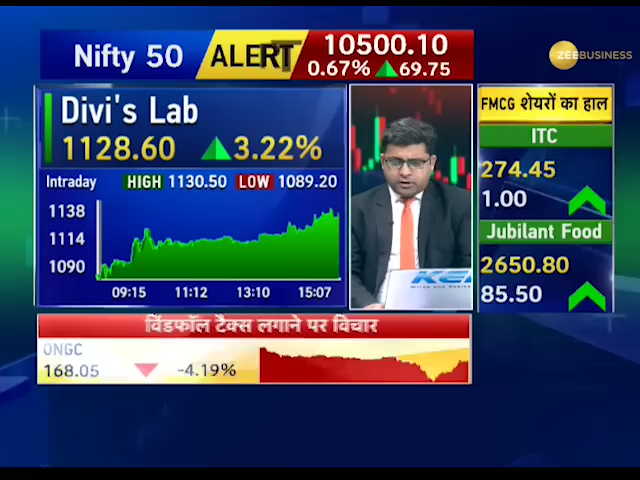 Nifty 50
ALERT
10500.10
0.67% 69.75
ZEEBUSINESS
Divi's Lab
1128.60 3.22%
Intraday HIGH 1130.50 LOW 1089.20
1138
1114
1090
09:15 11:12 13:10 15:07
FMCG शेयरों का हाल
ITC
274.45
1.00
Jubilant Food
2650.80
85.50
विंडफॉल टैक्स लगाने पर विचार
ONGC
168.05 -4.19%